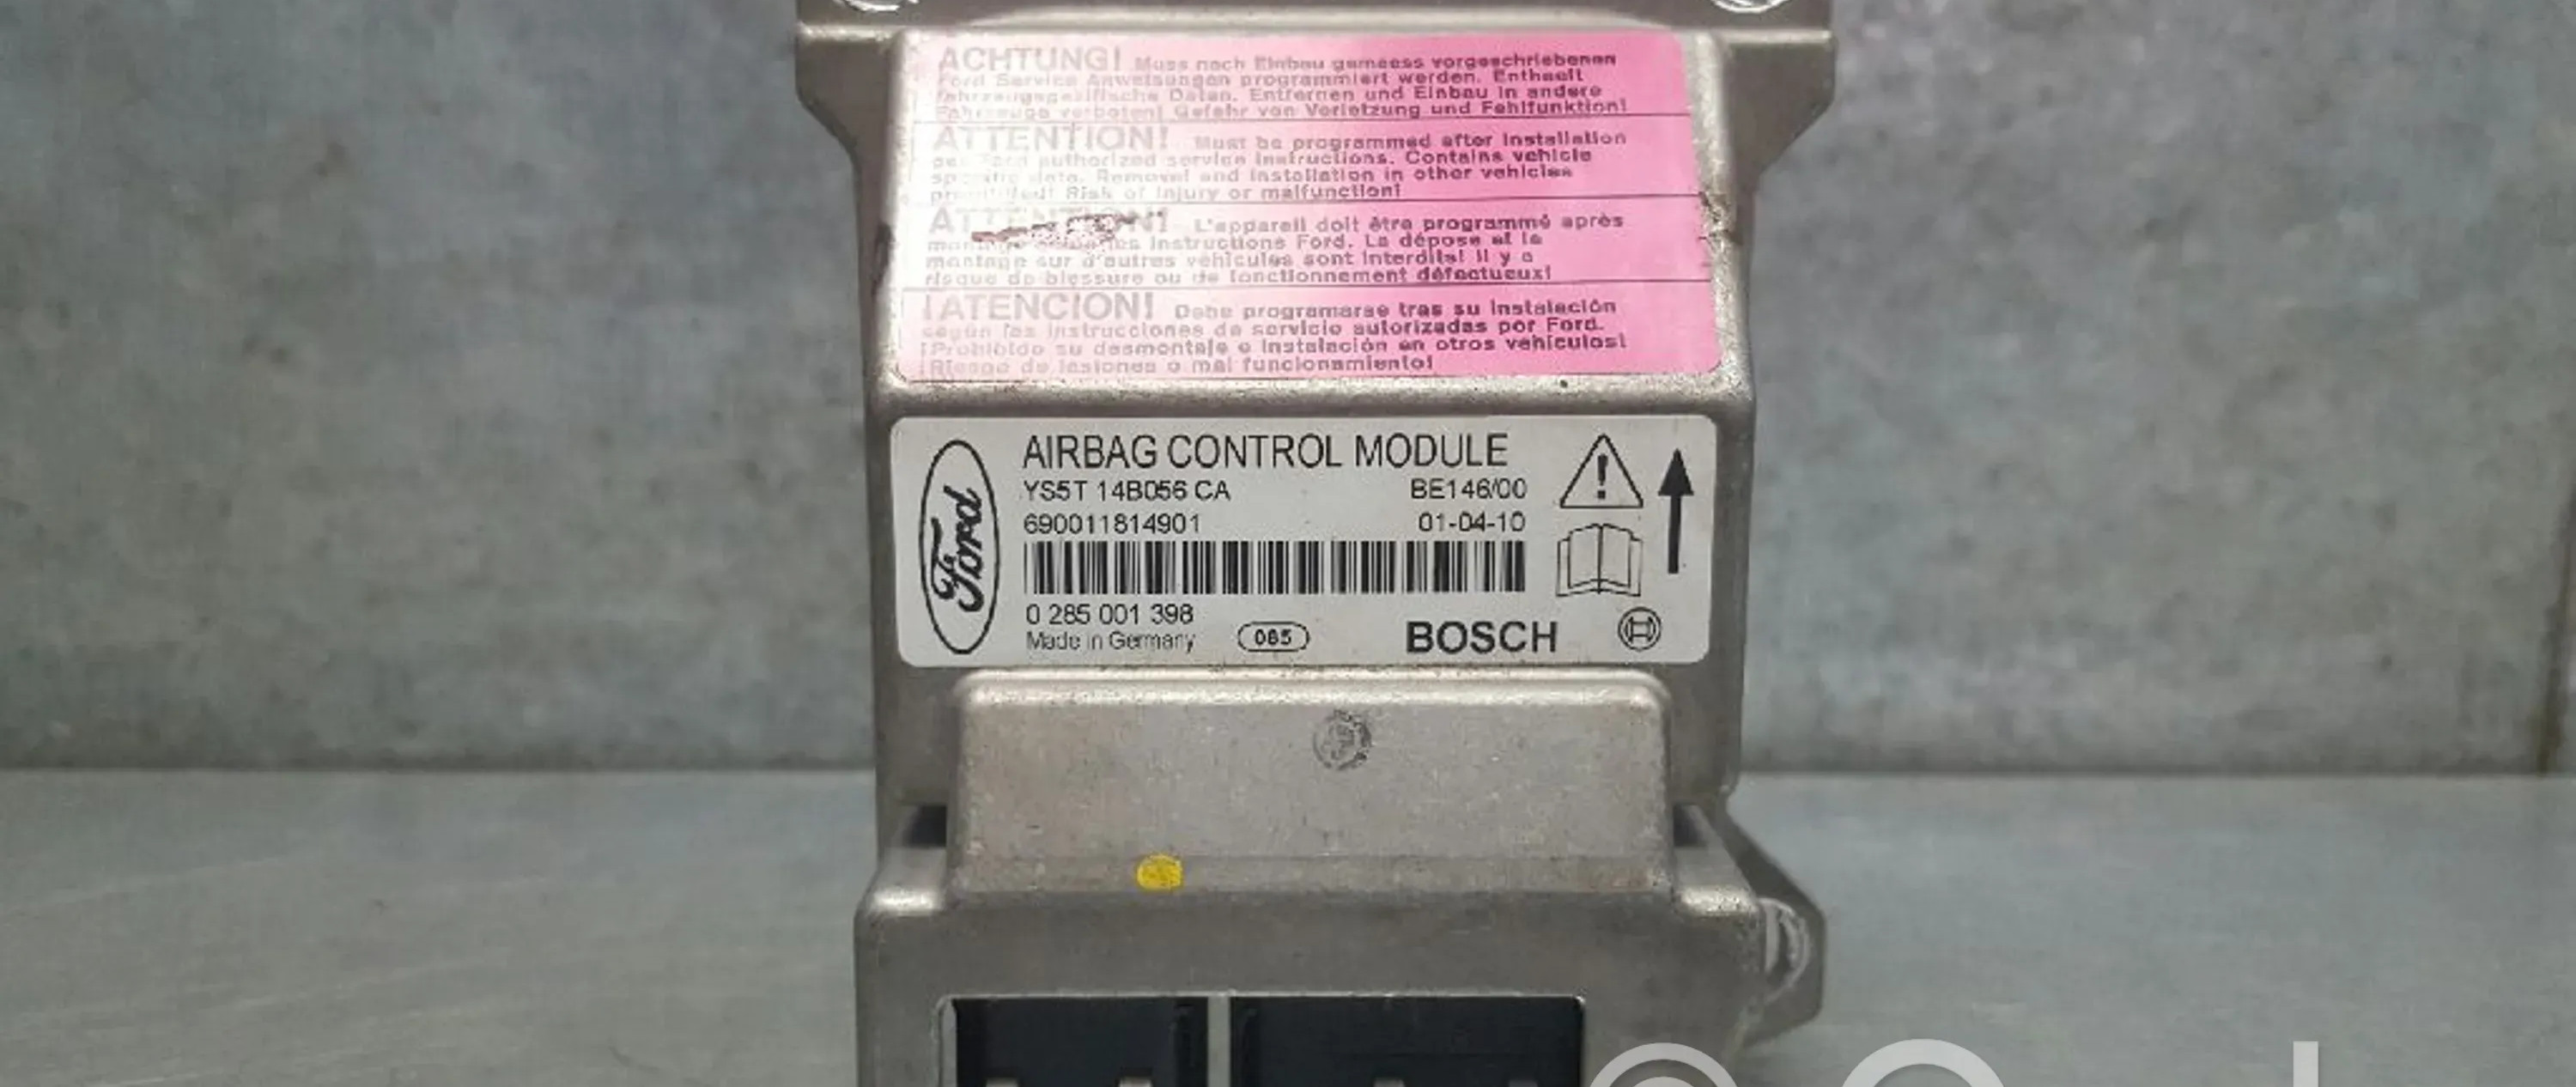 ACHTUNG! Muss nach Einbau gemaess vorgeschriebenen
Ford Service Anweisungen programmiert werden. Enthaelt
fahrzeugspezifische Daten. Entfernen und Einbau in andere
Fahrzeuge verboten! Gefahr von Verletzung und Fehlfunktion!
ATTENTION! Must be programmed after installation
per Ford authorized service instructions. Contains vehicle
specific data. Removal and installation in other vehicles
prohibited! Risk of injury or malfunction!
ATTENTION! L'appareil doit être programmé après
les instructions Ford. La dépose et le
montage sur d'autres véhicules sont interdits! Il y a
risque de blessure ou de fonctionnement défectueux!
¡ATENCION! Debe programarse tras su instalación
según las instrucciones de servicio autorizadas por Ford.
¡Prohibido su desmontaje o instalación en otros vehículos!
¡Riesgo de lesiones o mal funcionamiento!
Ford
AIRBAG CONTROL MODULE
YS5T 14B056 CA BE146/00
690011814901 01-04-10
0 285 001 398
Made in Germany 085 BOSCH